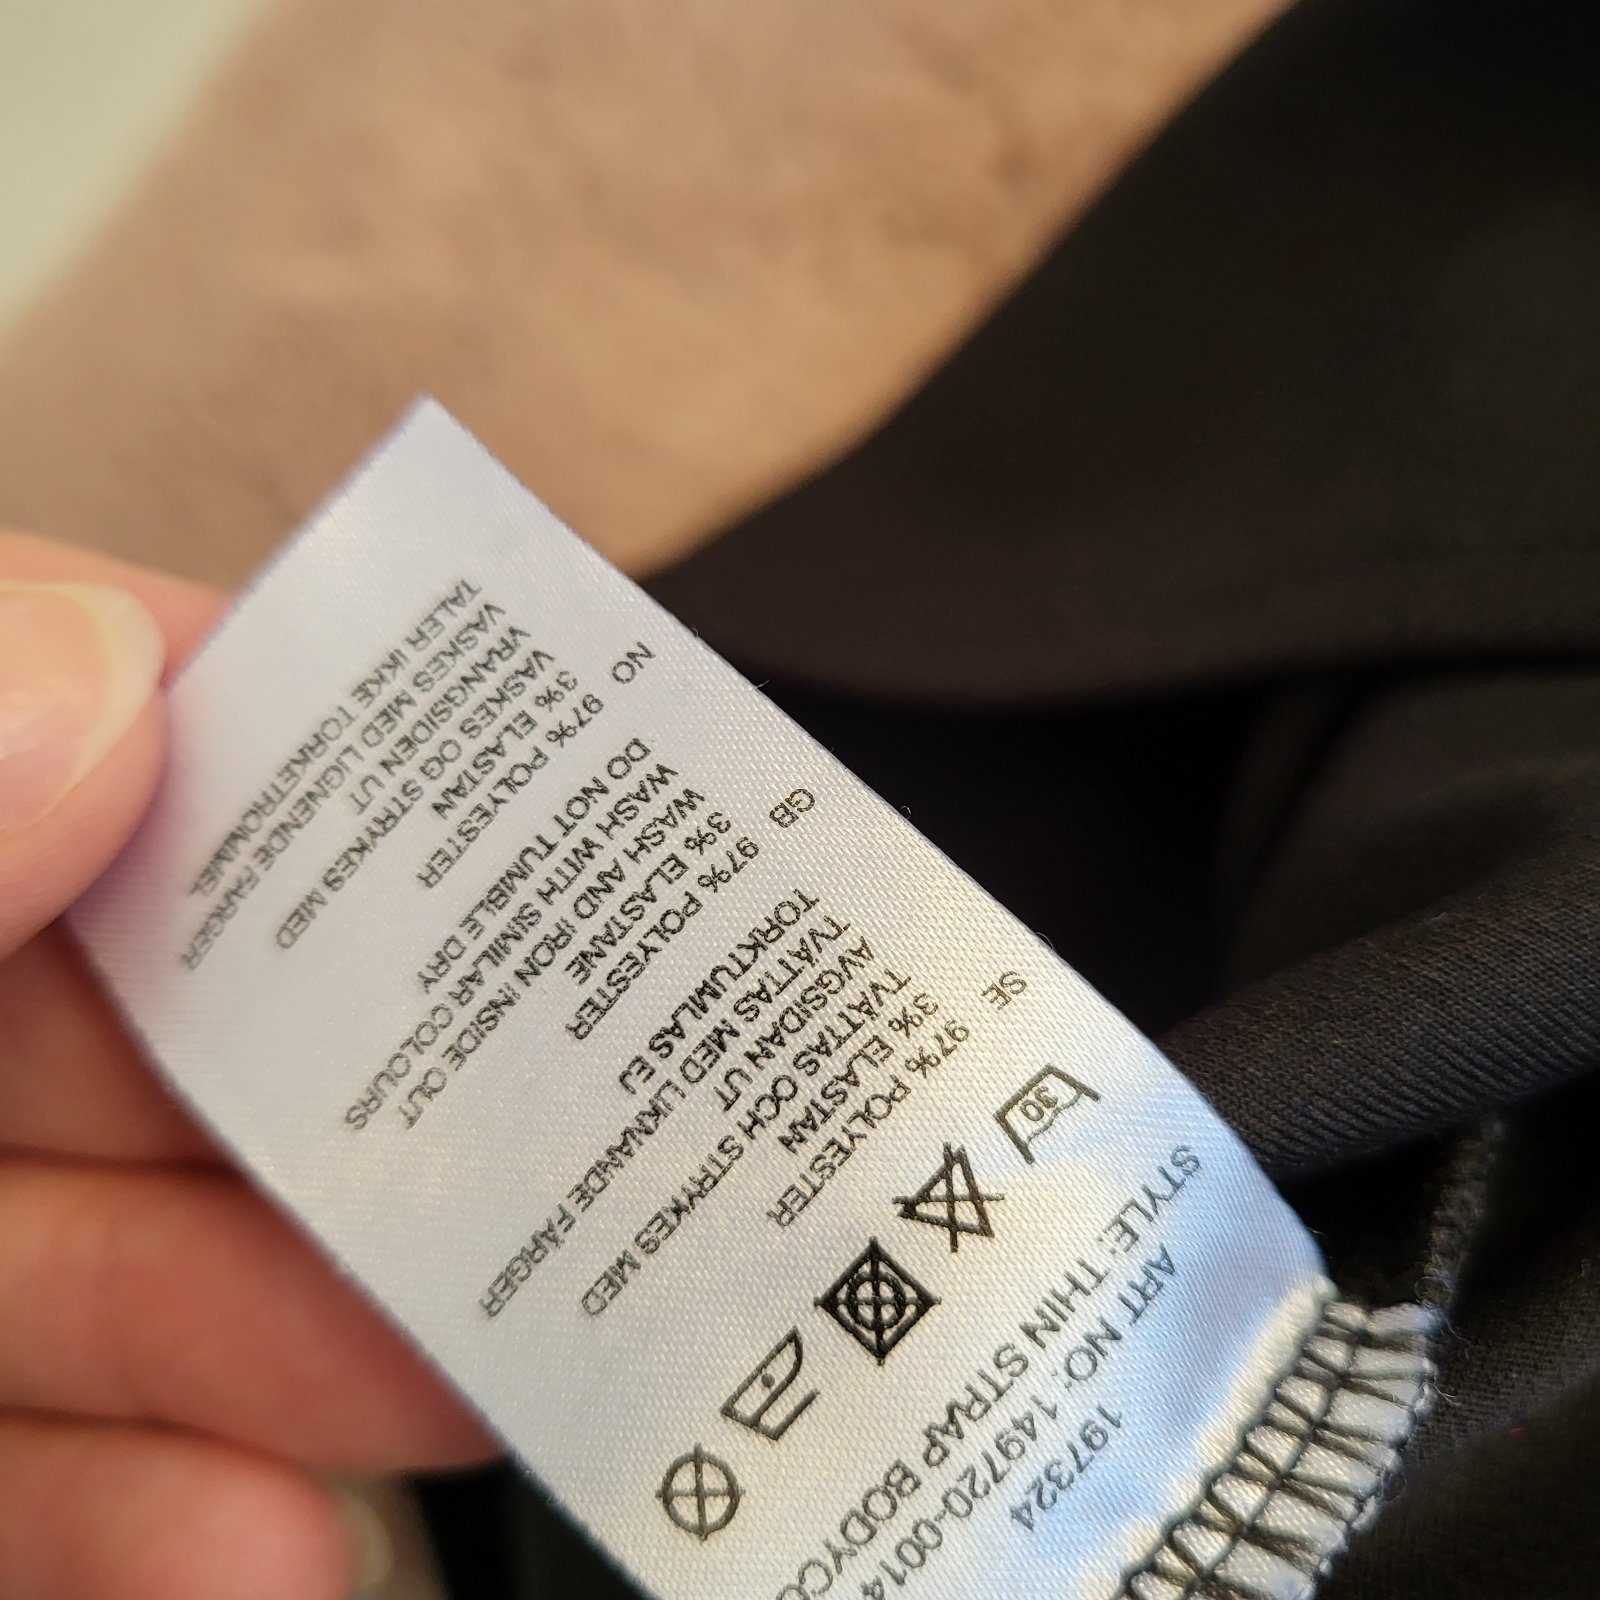 197324
ART NO: 149720-0014
STYLE: THIN STRAP
30
SE
97% POLYESTER
3% ELASTAN
TVÄTTAS OCH STRYKES MED
AVGSIDAN UT
TVÄTTAS MED LIKNANDE FÄRGER
TORKTUMLAS EJ
GB
97% POLYESTER
3% ELASTANE
WASH AND IRON INSIDE OUT
WASH WITH SIMILAR COLOURS
DO NOT TUMBLE DRY
NO
97% POLYESTER
3% ELASTAN
VASKES OG STRYKES MED
VRANGSIDEN UT
VASKES MED LIGNENDE FARGER
TALER IKKE TORKETROMMEL